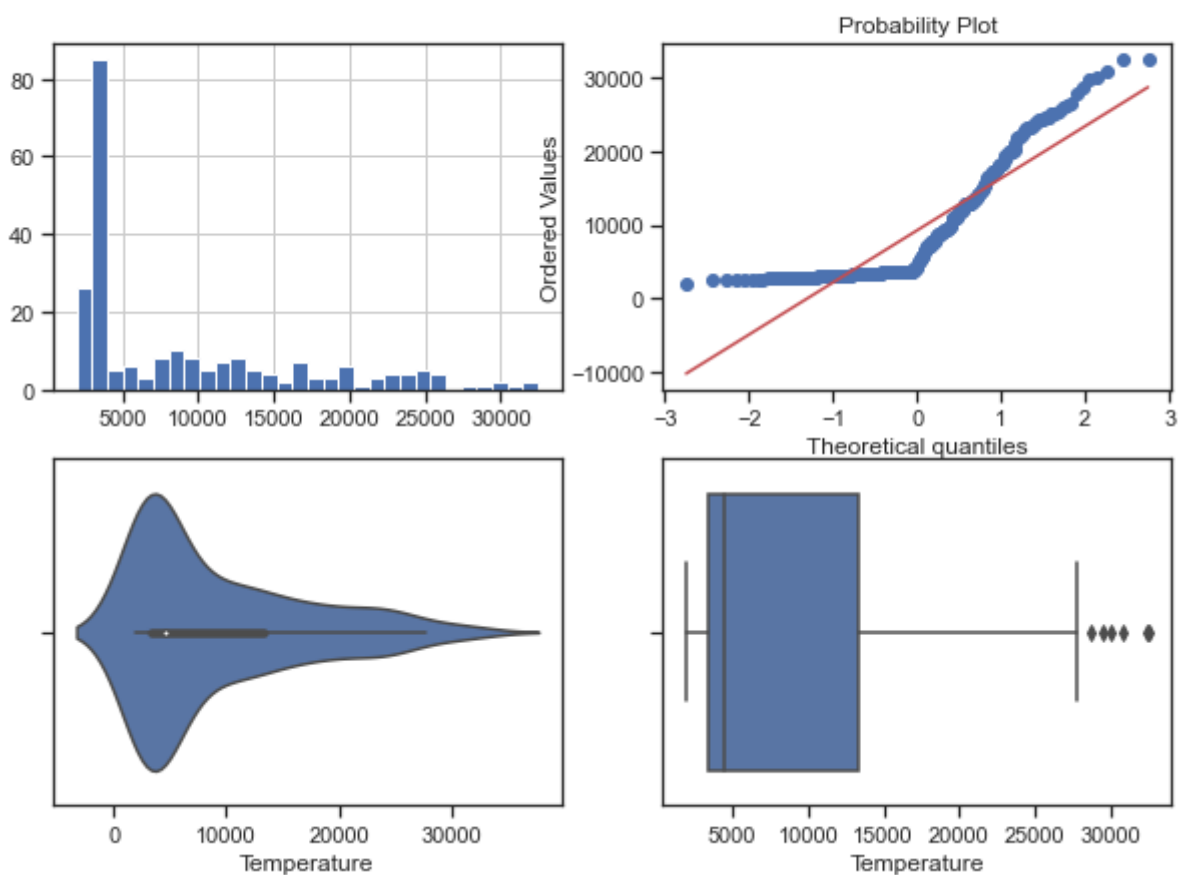 80
60
40
20
0
5000 10000 15000 20000 25000 30000
Probability Plot
Ordered Values
30000
20000
10000
0
−10000
−3 −2 −1 0 1 2 3
Theoretical quantiles
0 10000 20000 30000
Temperature
5000 10000 15000 20000 25000 30000
Temperature